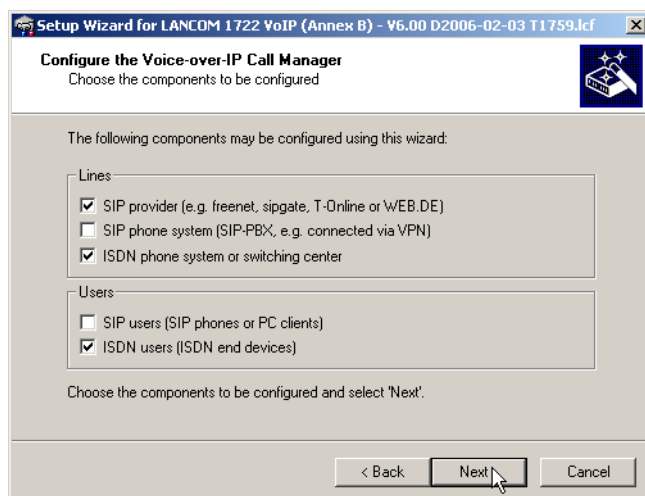 Setup Wizard for LANCOM 1722 VoIP (Annex B) - V6.00 D2006-02-03 T1759.lcf
Configure the Voice-over-IP Call Manager
Choose the components to be configured
The following components may be configured using this wizard:
Lines
SIP provider (e.g. freenet, sipgate, T-Online or WEB.DE)
SIP phone system (SIP-PBX, e.g. connected via VPN)
ISDN phone system or switching center
Users
SIP users (SIP phones or PC clients)
ISDN users (ISDN end devices)
Choose the components to be configured and select 'Next'.
< Back
Next
Cancel